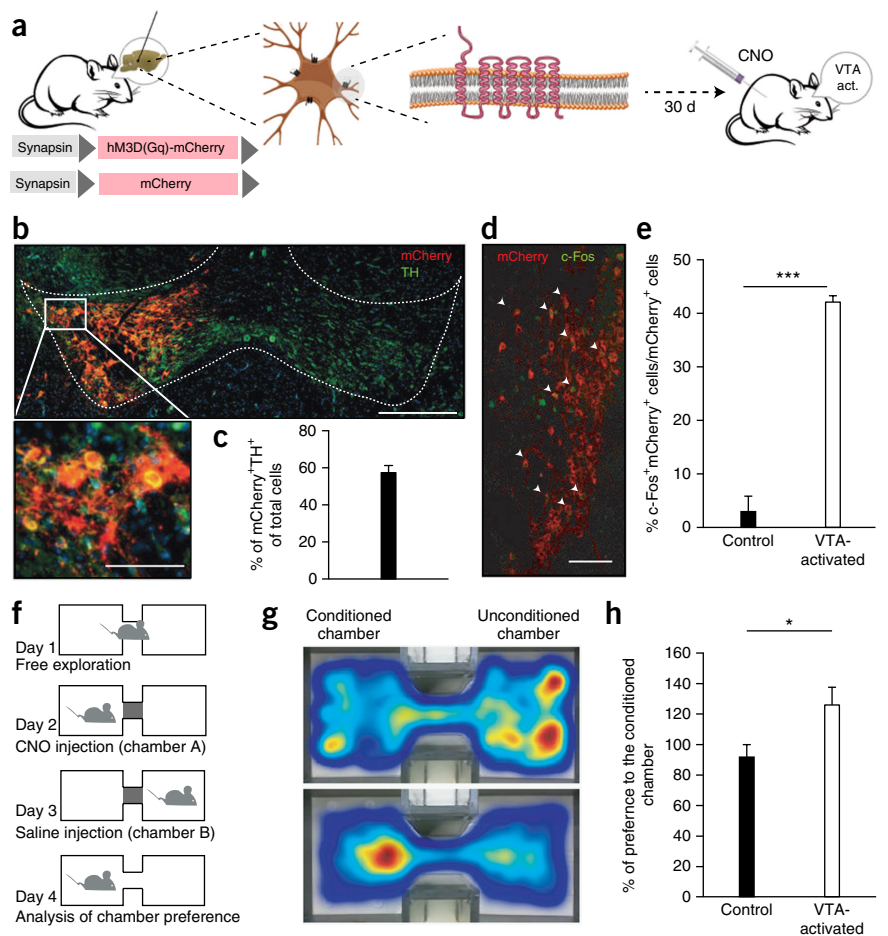 a
CNO
VTA
act.
30 d
Synapsin
hM3D(Gq)-mCherry
Synapsin
mCherry
b
mCherry
TH
c
% of mCherry⁺TH⁺
of total cells
80
60
40
20
0
d
mCherry
c-Fos
e
% c-Fos⁺mCherry⁺ cells/mCherry⁺ cells
***
50
40
30
20
10
0
Control
VTA-
activated
f
Day 1
Free exploration
Day 2
CNO injection (chamber A)
Day 3
Saline injection (chamber B)
Day 4
Analysis of chamber preference
g
Conditioned
chamber
Unconditioned
chamber
h
% of prefernce to the conditioned
chamber
*
160
140
120
100
80
60
40
20
0
Control
VTA-
activated